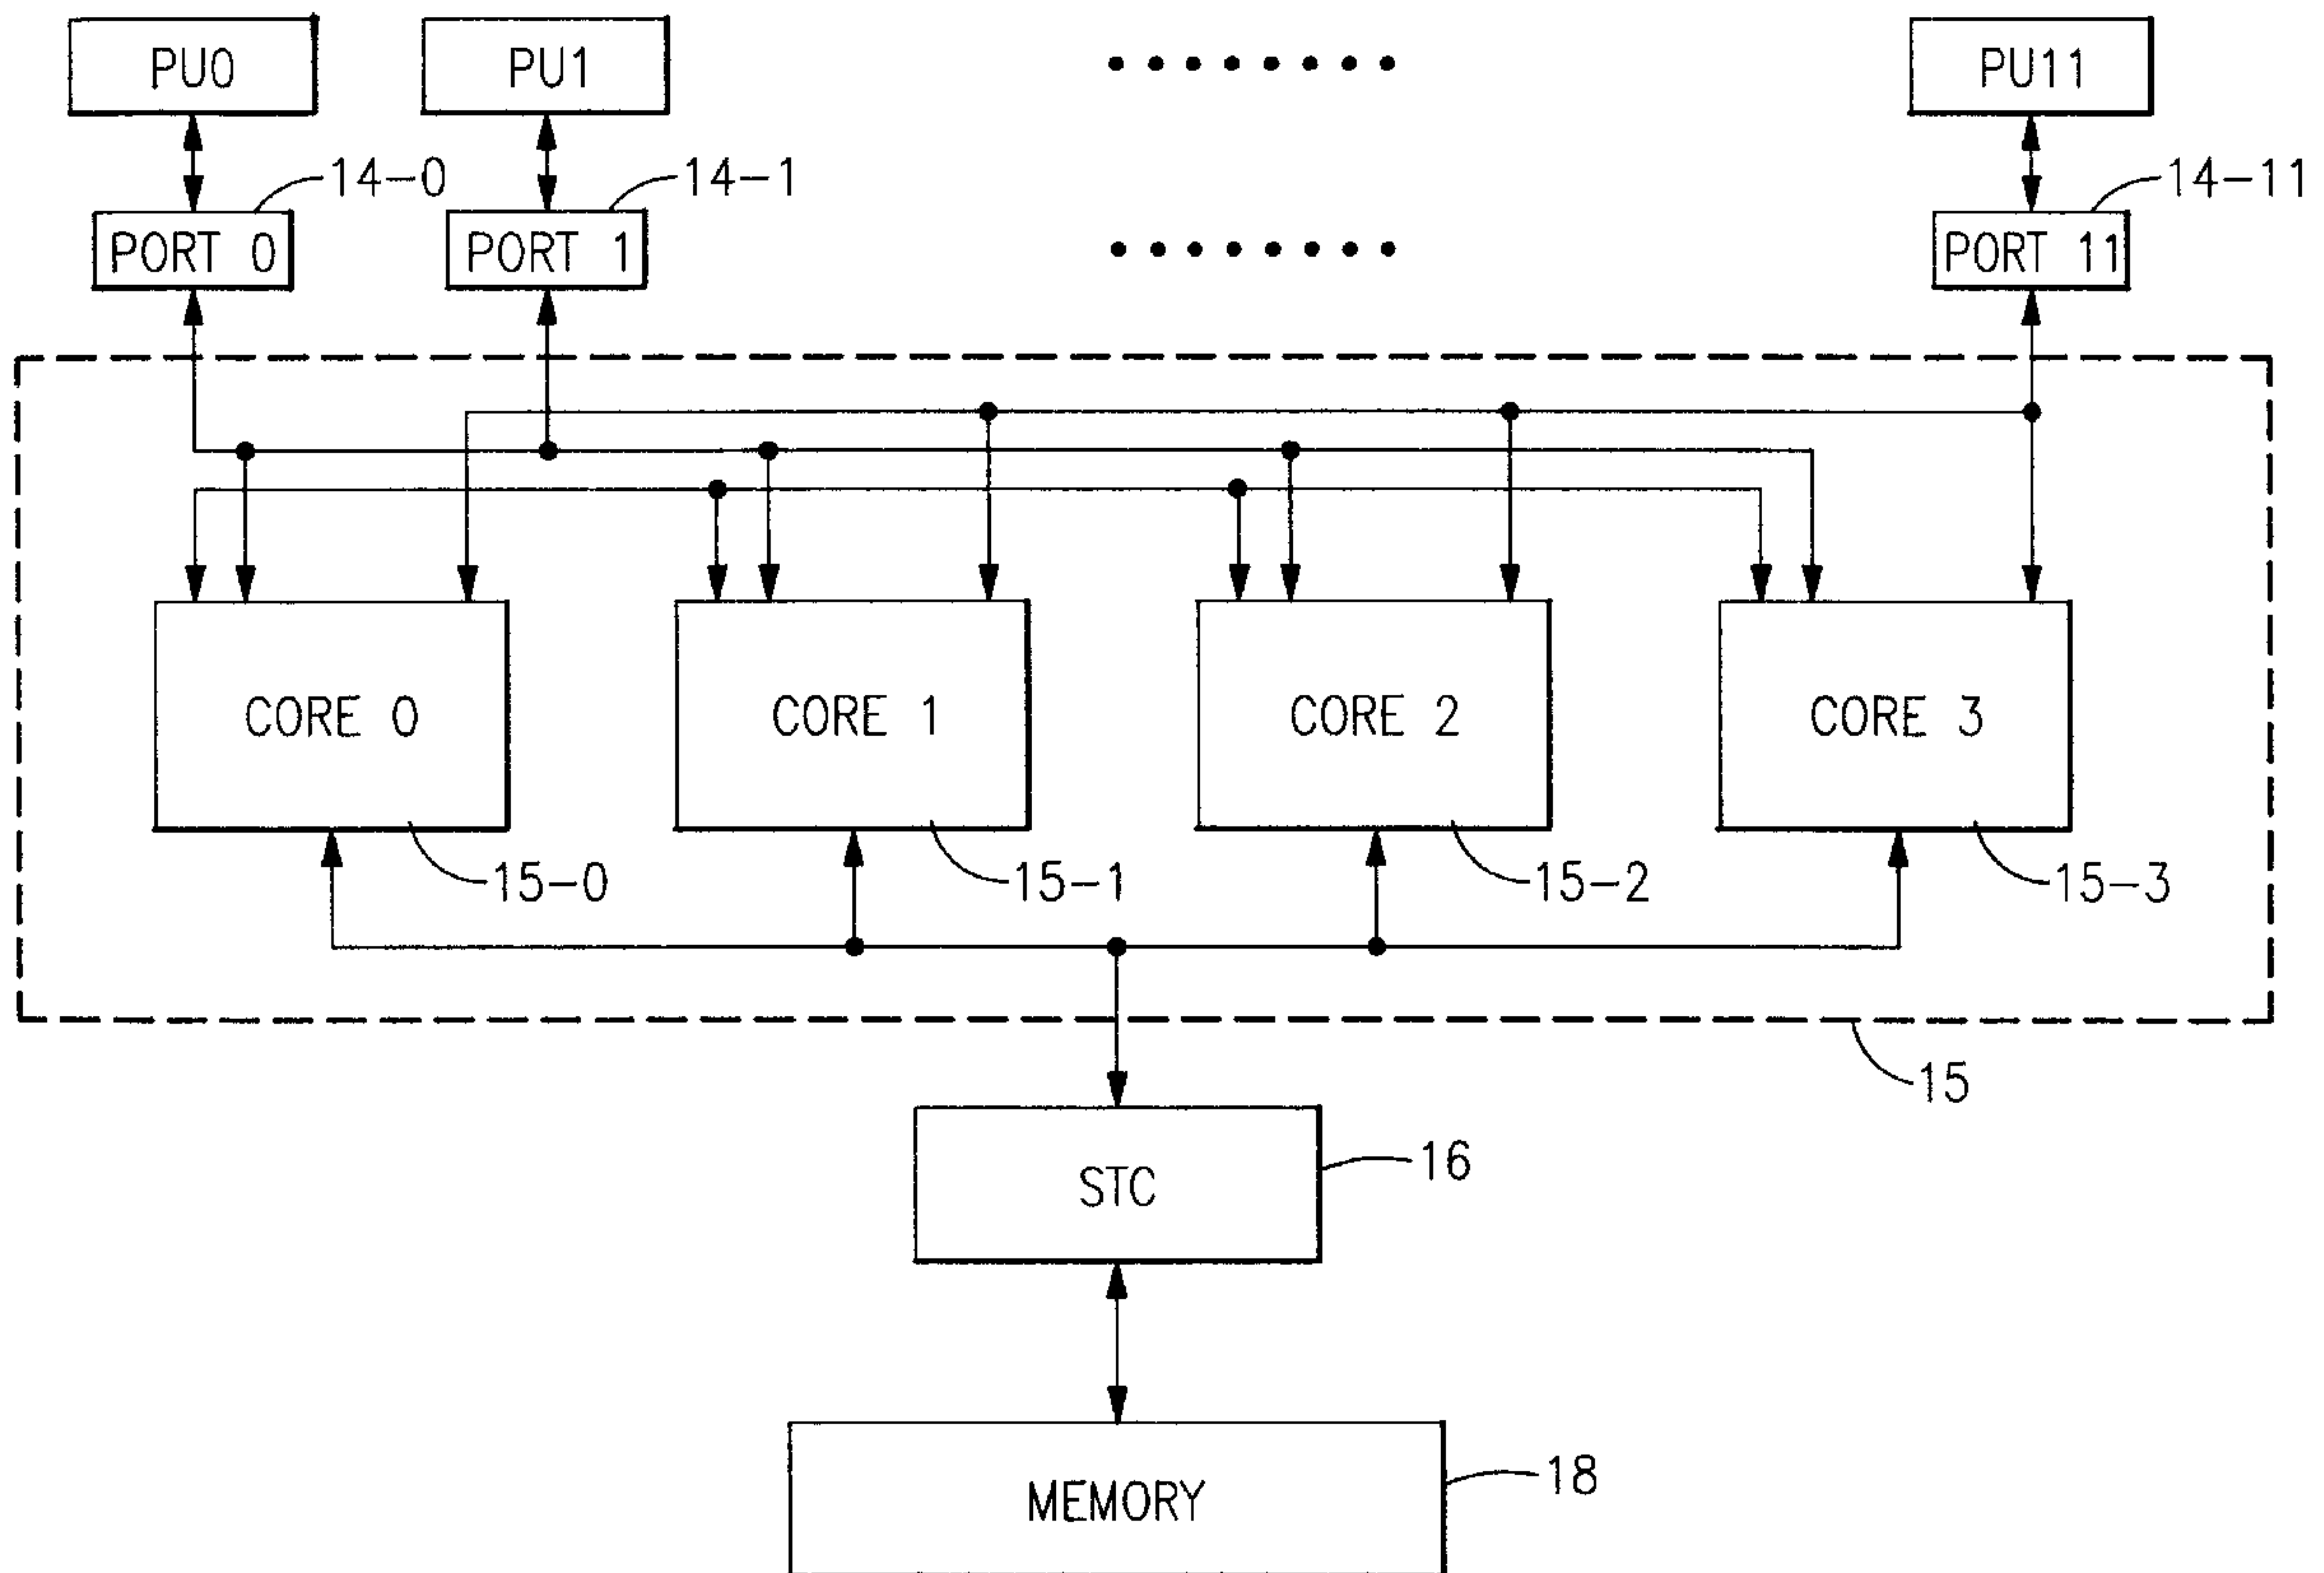 PU0
PU1
PU11
14-0
14-1
14-11
PORT 0
PORT 1
PORT 11
CORE 0
CORE 1
CORE 2
CORE 3
15-0
15-1
15-2
15-3
15
STC
16
MEMORY
18